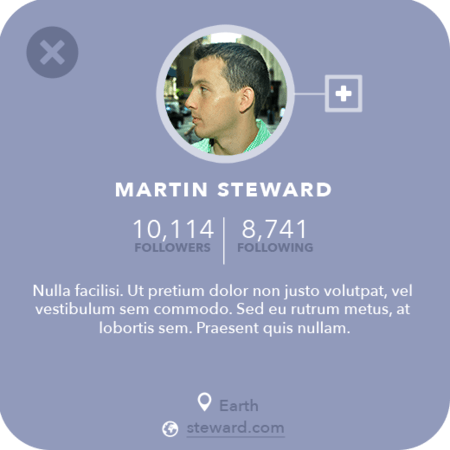 MARTIN STEWARD
10,114 8,741
FOLLOWERS FOLLOWING
Nulla facilisi. Ut pretium dolor non justo volutpat, vel
vestibulum sem commodo. Sed eu rutrum metus, at
lobortis sem. Praesent quis nullam.
Earth
steward.com